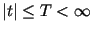 |t| ≤ T < ∞